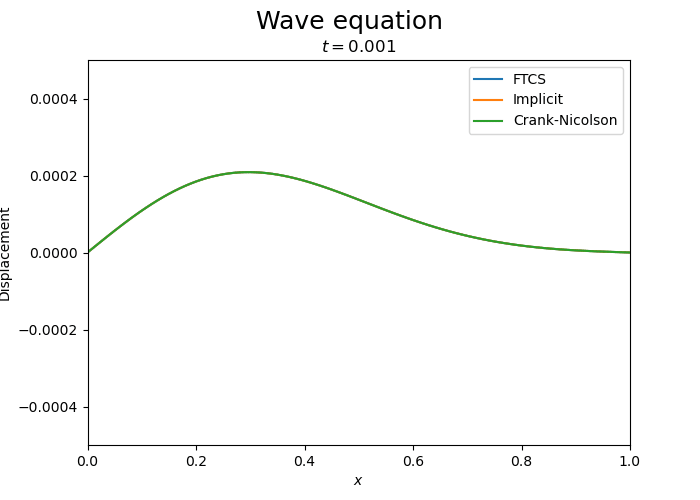 Wave equation
t = 0.001
FTCS
Implicit
Crank-Nicolson
Displacement
0.0004
0.0002
0.0000
−0.0002
−0.0004
0.0 0.2 0.4 0.6 0.8 1.0
x